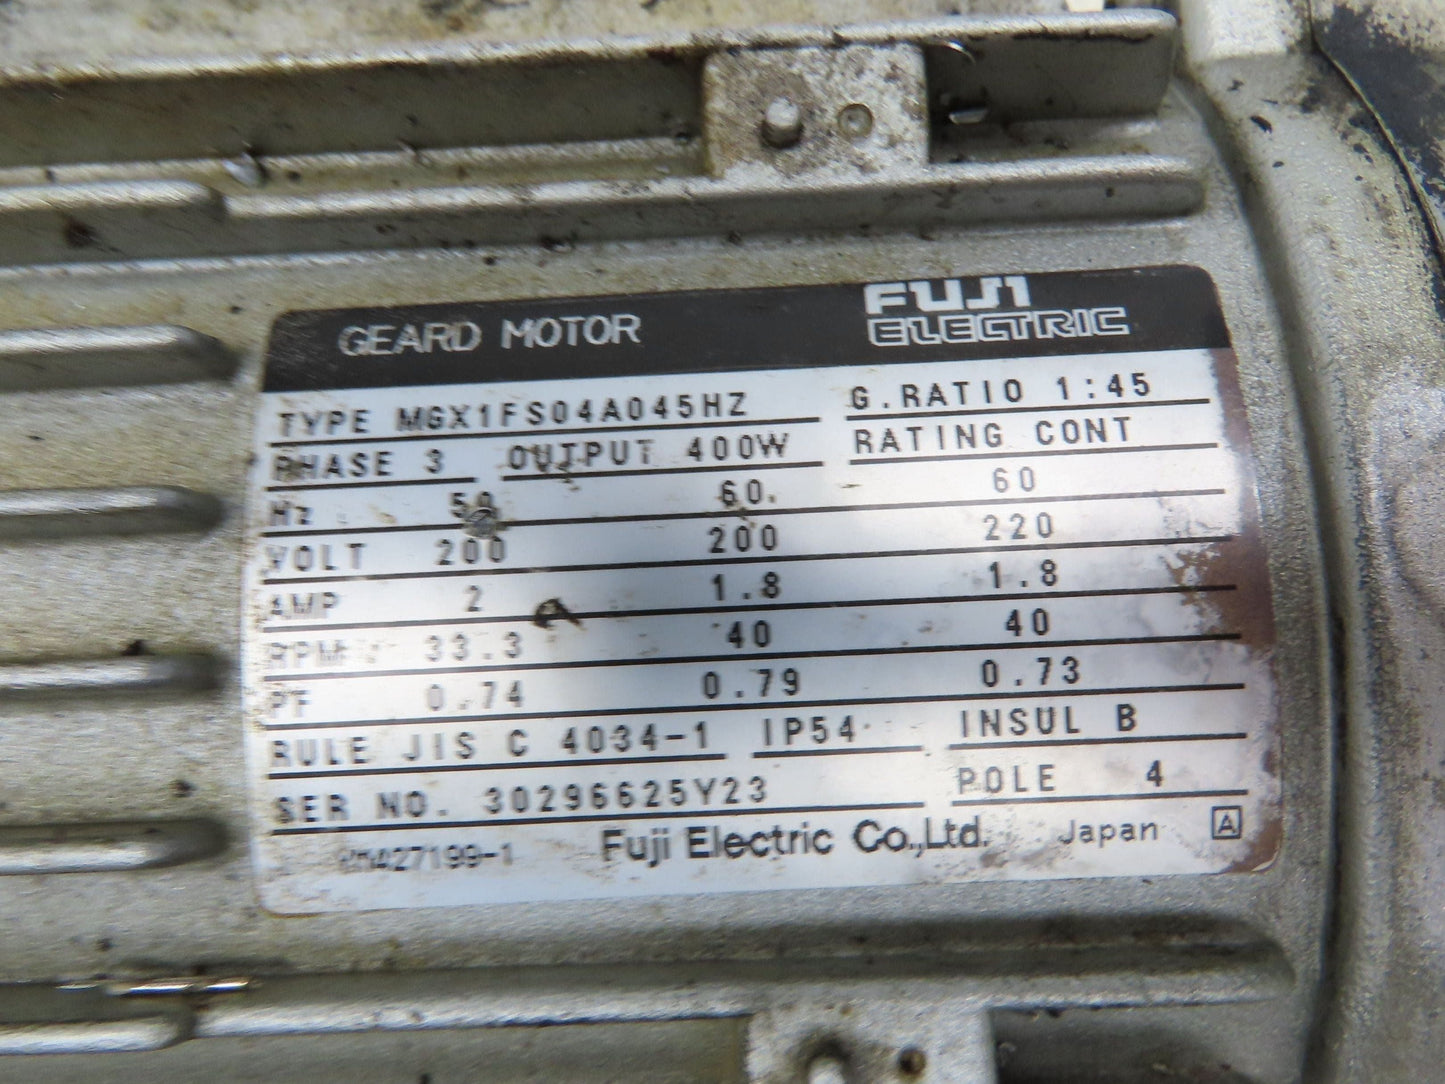 GEARD MOTOR
FUJI
ELECTRIC
TYPE MGX1FS04A045HZ G.RATIO 1:45
PHASE 3 OUTPUT 400W RATING CONT
Hz 50 60 60
VOLT 200 200 220
AMP 2 1.8 1.8
RPM 33.3 40 40
PF 0.74 0.79 0.73
RULE JIS C 4034-1 IP54 INSUL B
SER NO. 30296625Y23 POLE 4
Fuji Electric Co.,Ltd. Japan A